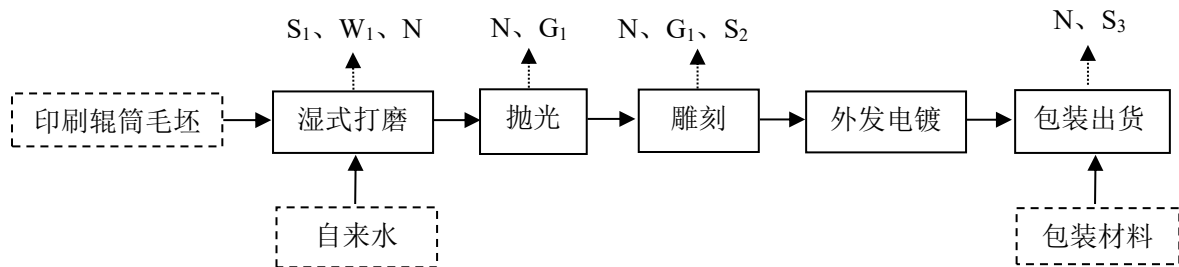 S₁、W₁、N
N、G₁
N、G₁、S₂
N、S₃
印刷辊筒毛坯
湿式打磨
抛光
雕刻
外发电镀
包装出货
自来水
包装材料